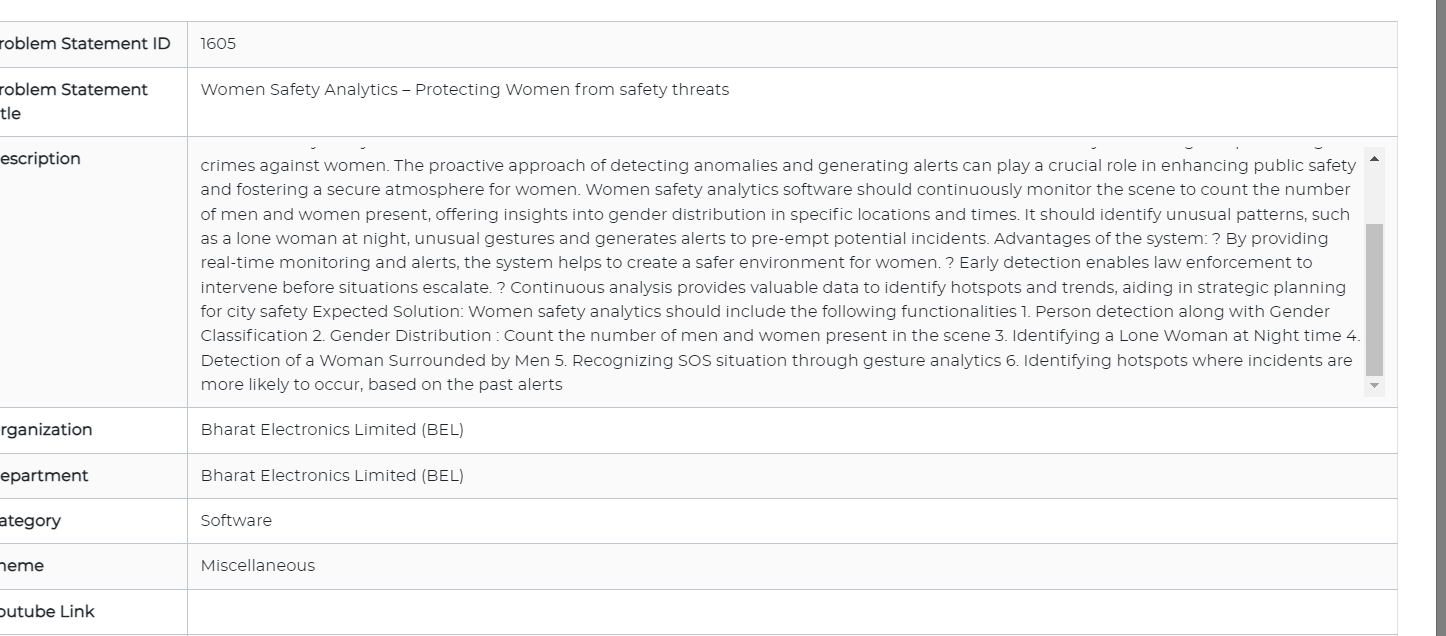 roblem Statement ID 1605
roblem Statement Women Safety Analytics – Protecting Women from safety threats
tle
escription
crimes against women. The proactive approach of detecting anomalies and generating alerts can play a crucial role in enhancing public safety
and fostering a secure atmosphere for women. Women safety analytics software should continuously monitor the scene to count the number
of men and women present, offering insights into gender distribution in specific locations and times. It should identify unusual patterns, such
as a lone woman at night, unusual gestures and generates alerts to pre-empt potential incidents. Advantages of the system: ? By providing
real-time monitoring and alerts, the system helps to create a safer environment for women. ? Early detection enables law enforcement to
intervene before situations escalate. ? Continuous analysis provides valuable data to identify hotspots and trends, aiding in strategic planning
for city safety Expected Solution: Women safety analytics should include the following functionalities 1. Person detection along with Gender
Classification 2. Gender Distribution : Count the number of men and women present in the scene 3. Identifying a Lone Woman at Night time 4.
Detection of a Woman Surrounded by Men 5. Recognizing SOS situation through gesture analytics 6. Identifying hotspots where incidents are
more likely to occur, based on the past alerts
rganization Bharat Electronics Limited (BEL)
epartment Bharat Electronics Limited (BEL)
ategory Software
heme Miscellaneous
outube Link